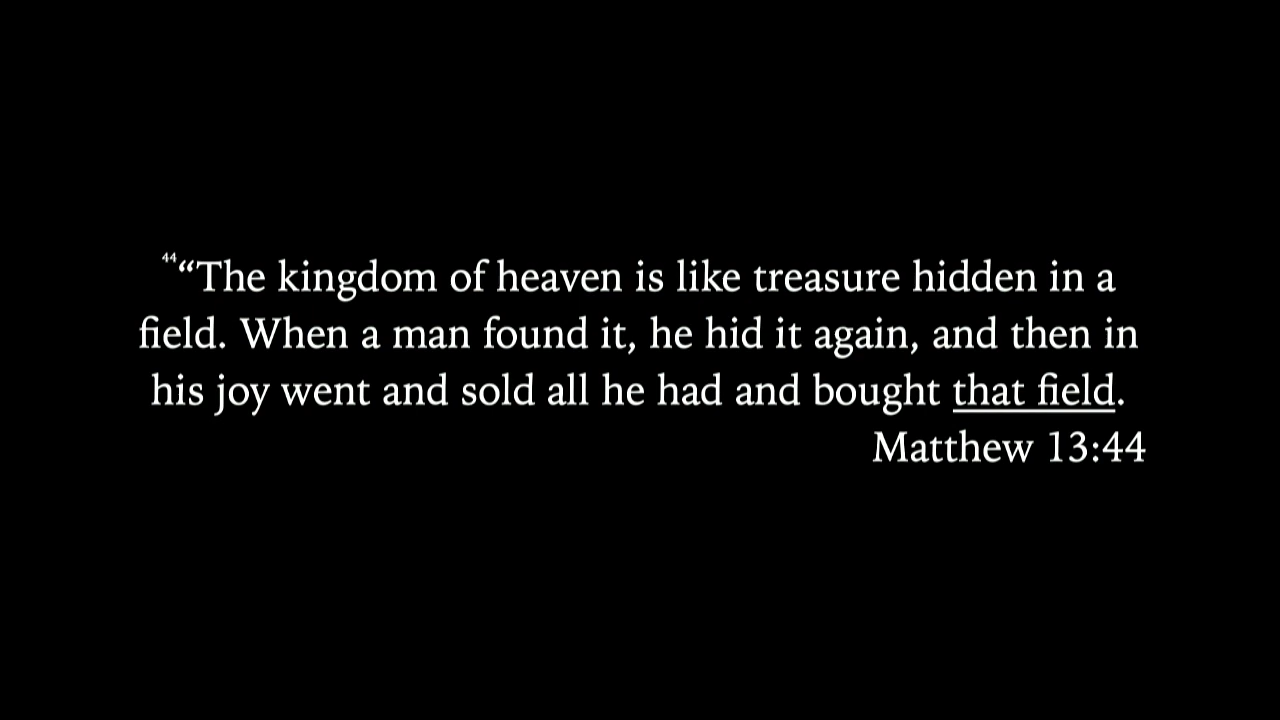 44“The kingdom of heaven is like treasure hidden in a
field. When a man found it, he hid it again, and then in
his joy went and sold all he had and bought that field.
Matthew 13:44